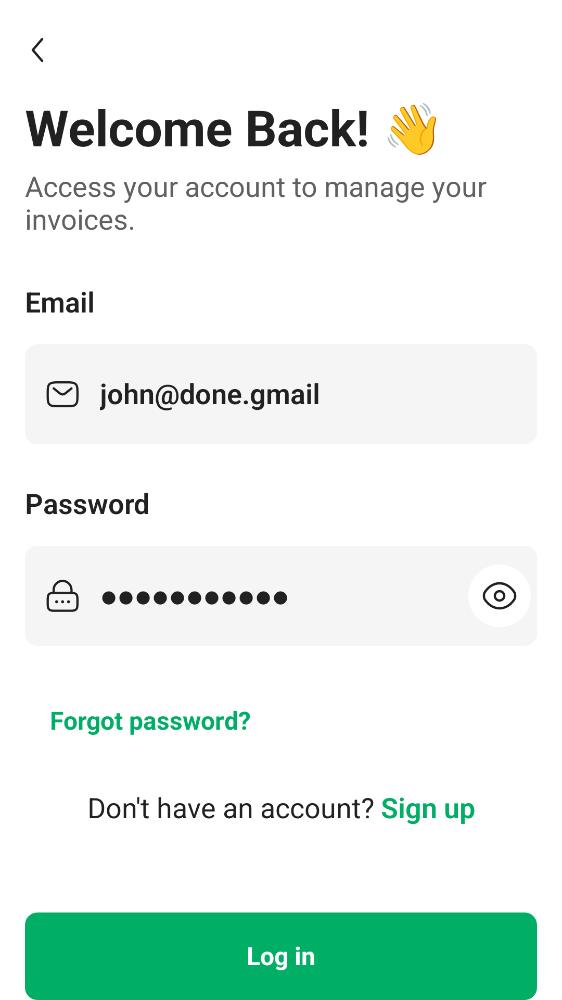 Welcome Back! 👋
Access your account to manage your
invoices.
Email
john@done.gmail
Password
●●●●●●●●●●●
Forgot password?
Don't have an account? Sign up
Log in